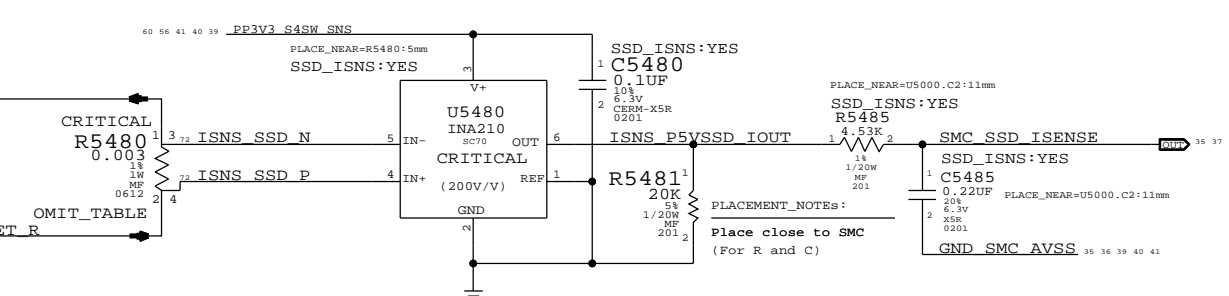 60 56 41 40 39 PP3V3_S4SW_SNS
PLACE_NEAR=R5480:5mm
SSD_ISNS:YES
3
V+
U5480
INA210
SC70
CRITICAL
(200V/V)
5 IN-
4 IN+
OUT 6
REF 1
GND
2
SSD_ISNS:YES
1 C5480
0.1UF
10%
6.3V
2 CERM-X5R
0201
CRITICAL
R5480 1 3
0.003
1%
1W
MF
0612
2 4
OMIT_TABLE
ET_R
72 ISNS_SSD_N
72 ISNS_SSD_P
ISNS_P5VSSD_IOUT
R5481 1
20K
5%
1/20W
MF
201 2
PLACEMENT_NOTEs:
Place close to SMC
(For R and C)
PLACE_NEAR=U5000.C2:11mm
SSD_ISNS:YES
R5485
1 4.53K 2
1%
1/20W
MF
201
SMC_SSD_ISENSE
OUT 35 37
SSD_ISNS:YES
1 C5485
0.22UF
20%
6.3V
2 X5R
0201
PLACE_NEAR=U5000.C2:11mm
GND_SMC_AVSS 35 36 39 40 41